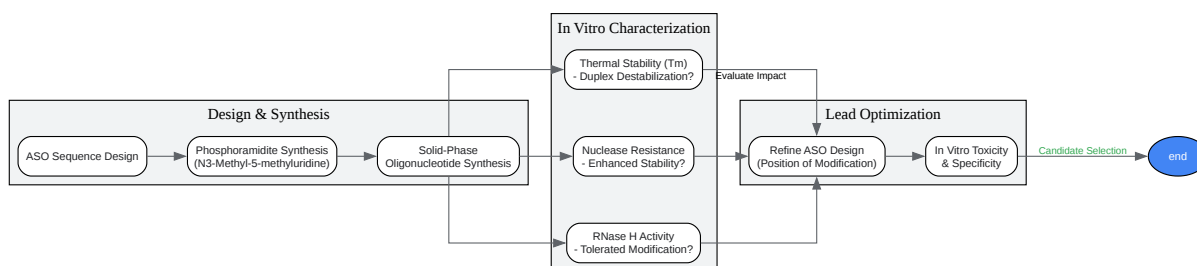 In Vitro Characterization
Thermal Stability (Tm)
- Duplex Destabilization?
Evaluate Impact
Design & Synthesis
Lead Optimization
ASO Sequence Design
Phosphoramidite Synthesis
(N3-Methyl-5-methyluridine)
Solid-Phase
Oligonucleotide Synthesis
Nuclease Resistance
- Enhanced Stability?
Refine ASO Design
(Position of Modification)
In Vitro Toxicity
& Specificity
Candidate Selection
end
RNase H Activity
- Tolerated Modification?